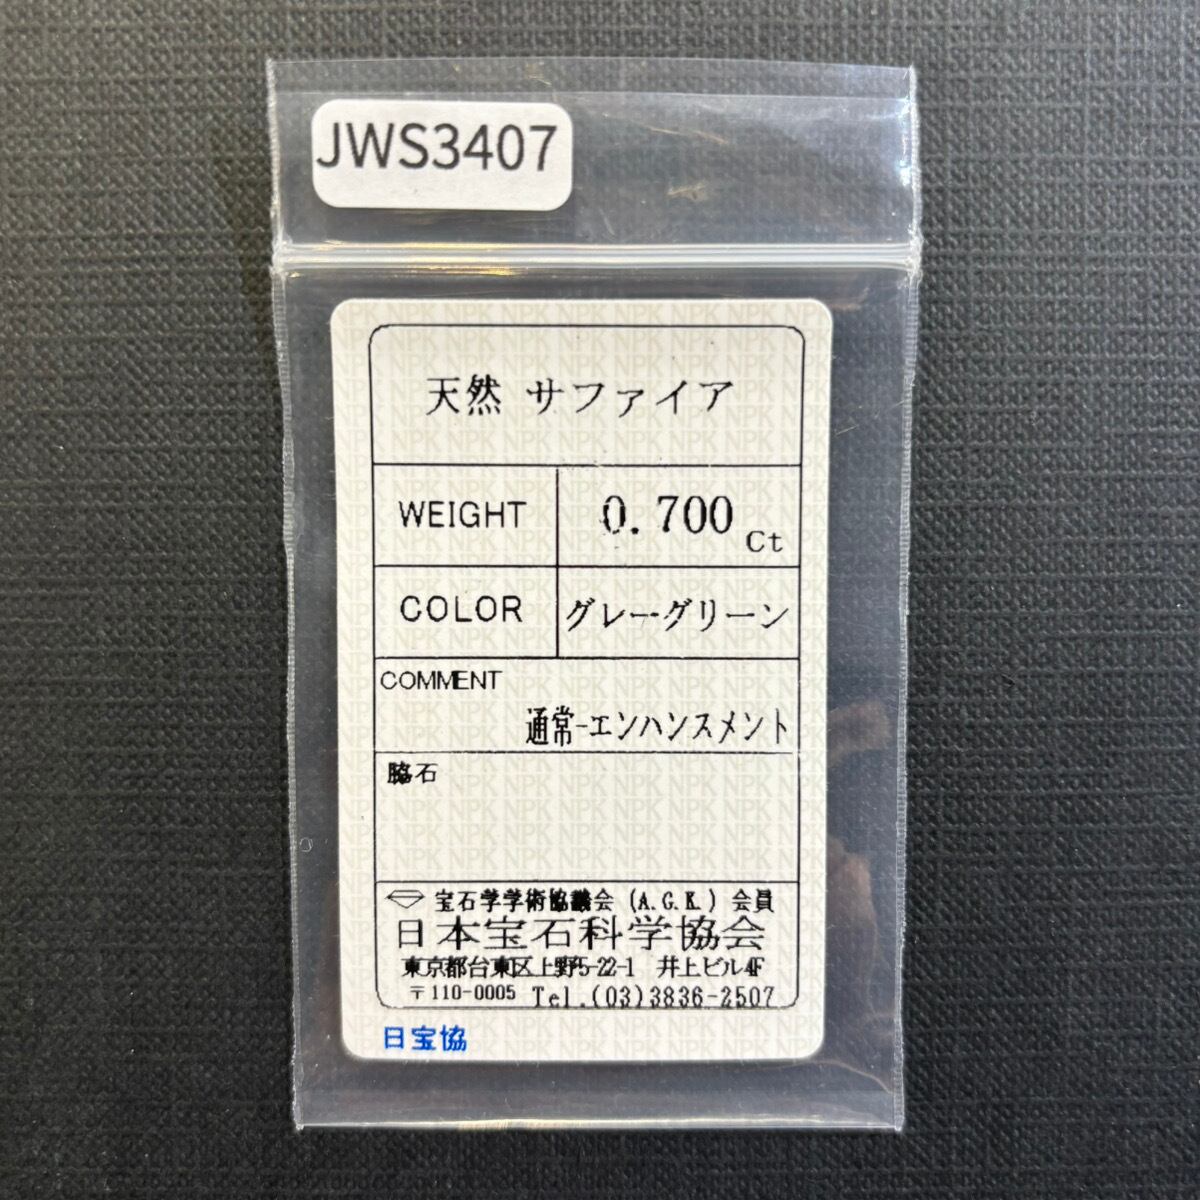 JWS3407
天然 サファイア
WEIGHT 0.700 Ct
COLOR グレーグリーン
COMMENT
通常-エンハンスメント
脇石
宝石学学術協議会 (A.G.K.) 会員
日本宝石科学協会
東京都台東区上野5-22-1 井上ビル4F
〒110-0005 Tel.(03)3836-2507
日宝協